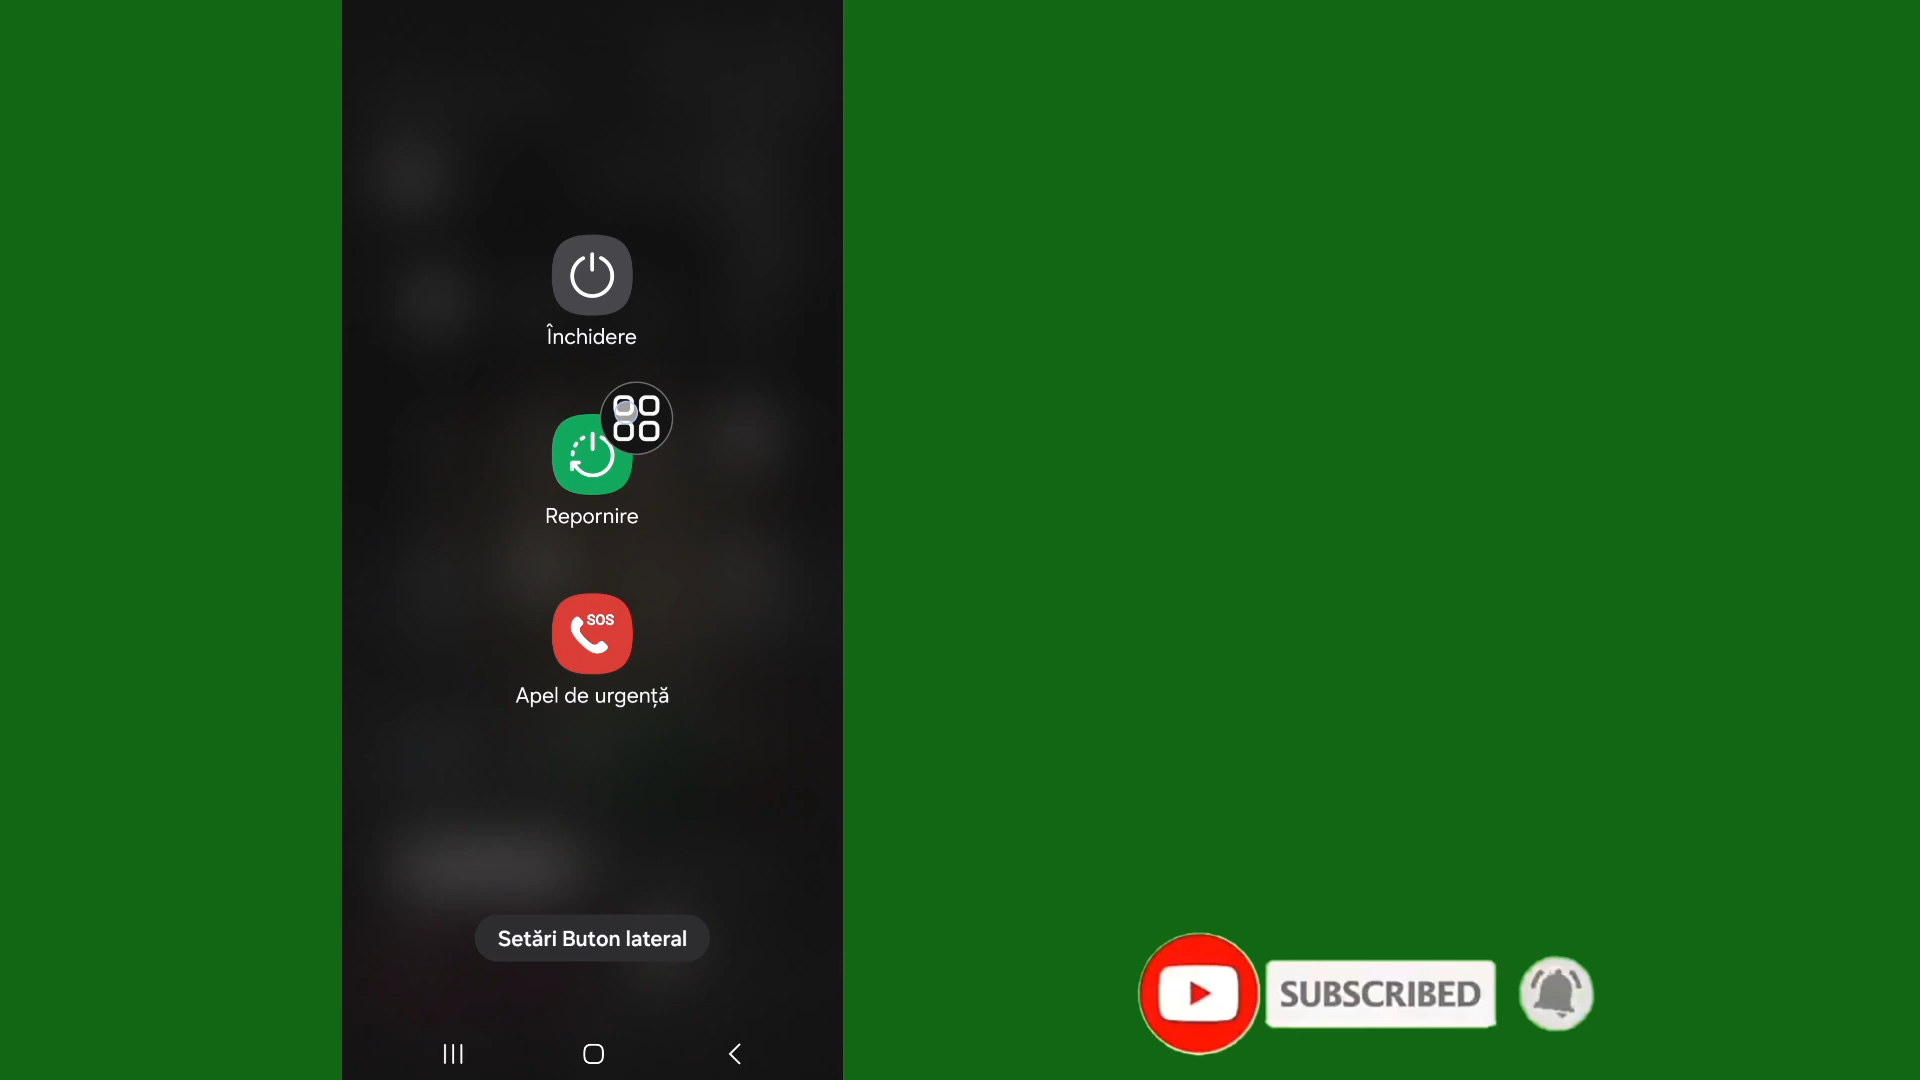 Închidere
Repornire
SOS
Apel de urgență
Setări Buton lateral
SUBSCRIBED